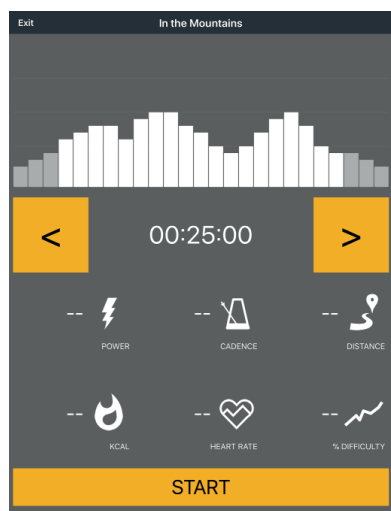 Exit
In the Mountains
<
00:25:00
>
--
--
--
POWER
CADENCE
DISTANCE
--
--
--
KCAL
HEART RATE
% DIFFICULTY
START